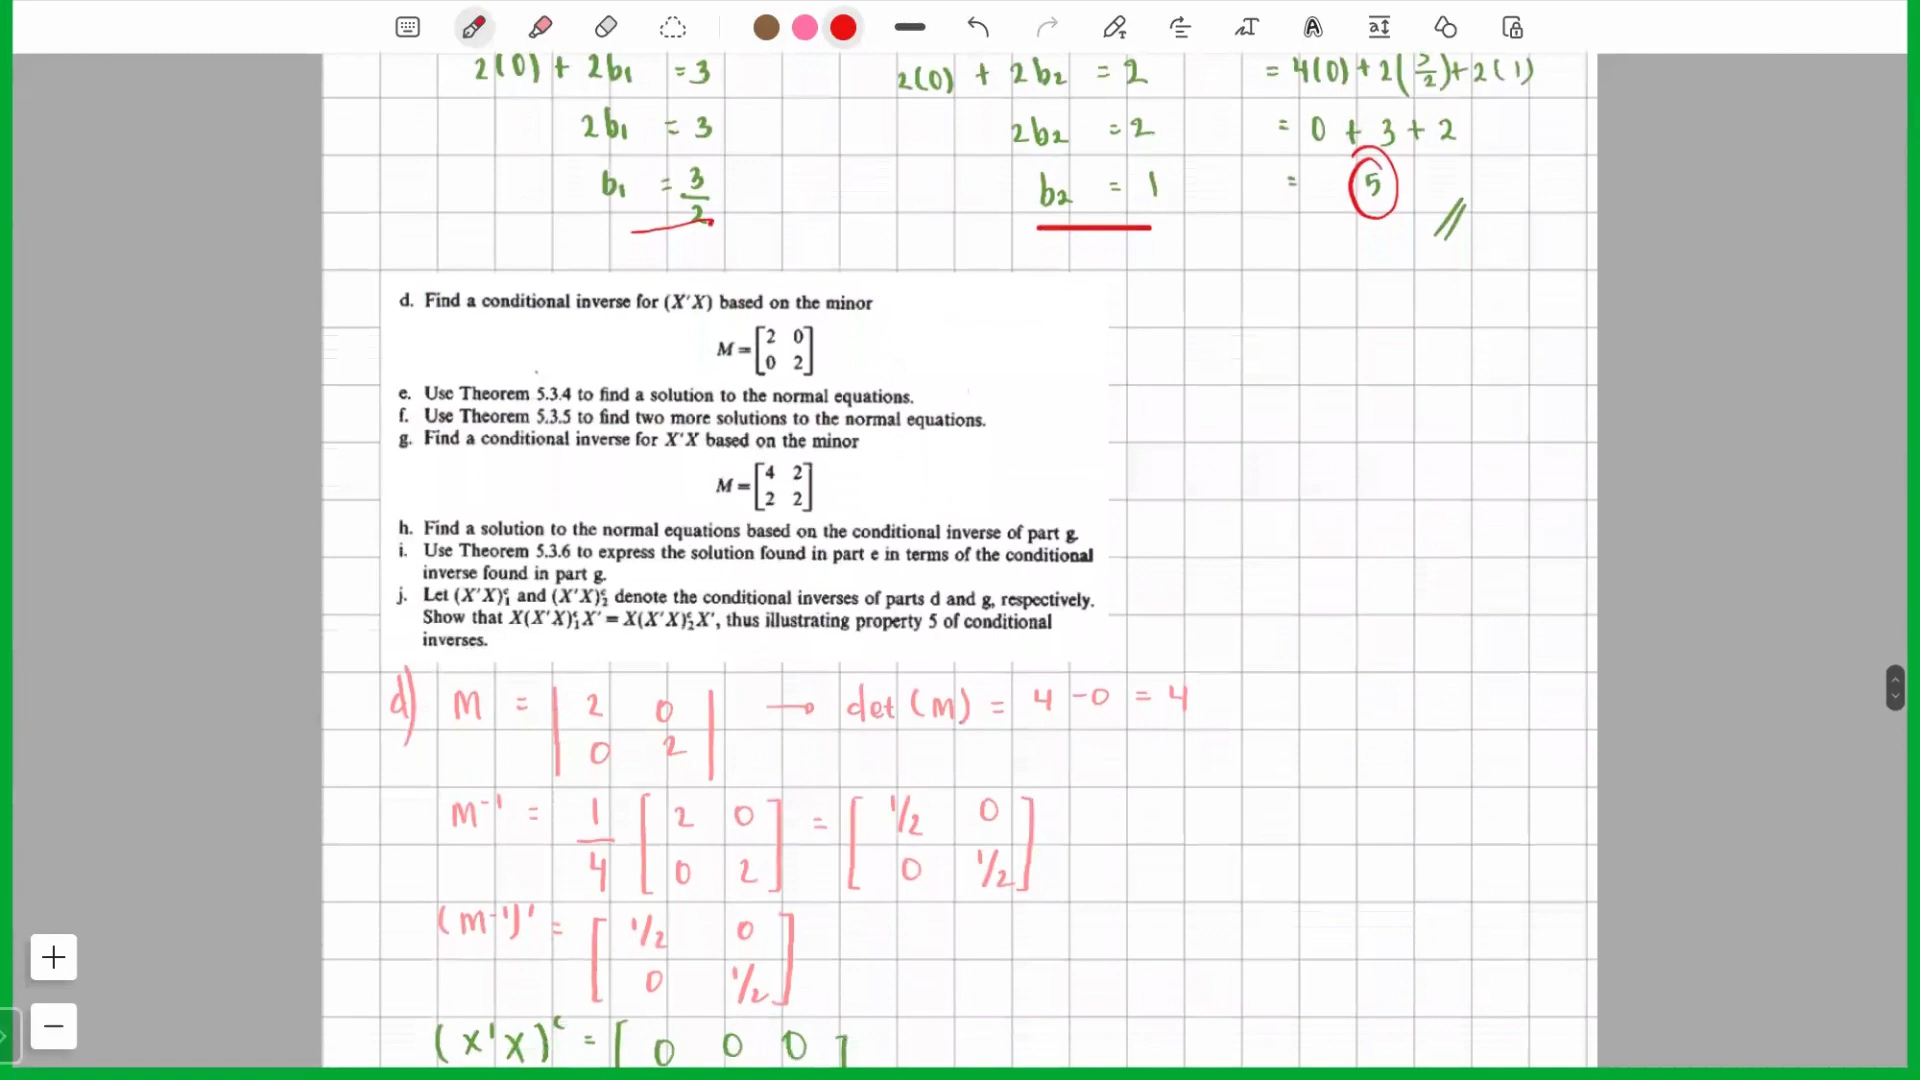 2(0) + 2b₁ = 3 2(0) + 2b₂ = 2 = 4(0) + 2(3/2) + 2(1)
2b₁ = 3 2b₂ = 2 = 0 + 3 + 2
b₁ = 3/2 b₂ = 1 = 5 //
d. Find a conditional inverse for (X'X) based on the minor
M = [2 0
0 2]
e. Use Theorem 5.3.4 to find a solution to the normal equations.
f. Use Theorem 5.3.5 to find two more solutions to the normal equations.
g. Find a conditional inverse for X'X based on the minor
M = [4 2
2 2]
h. Find a solution to the normal equations based on the conditional inverse of part g.
i. Use Theorem 5.3.6 to express the solution found in part e in terms of the conditional
inverse found in part g.
j. Let (X'X)₁ᶜ and (X'X)₂ᶜ denote the conditional inverses of parts d and g, respectively.
Show that X(X'X)₁ᶜX' = X(X'X)₂ᶜX', thus illustrating property 5 of conditional
inverses.
d) M = | 2 0 | → det (M) = 4 - 0 = 4
0 2
M⁻¹ = 1/4 [ 2 0 ] = [ 1/2 0 ]
0 2 0 1/2
(M⁻¹)' = [ 1/2 0 ]
0 1/2
(X'X)ᶜ = [ 0 0 0 ]